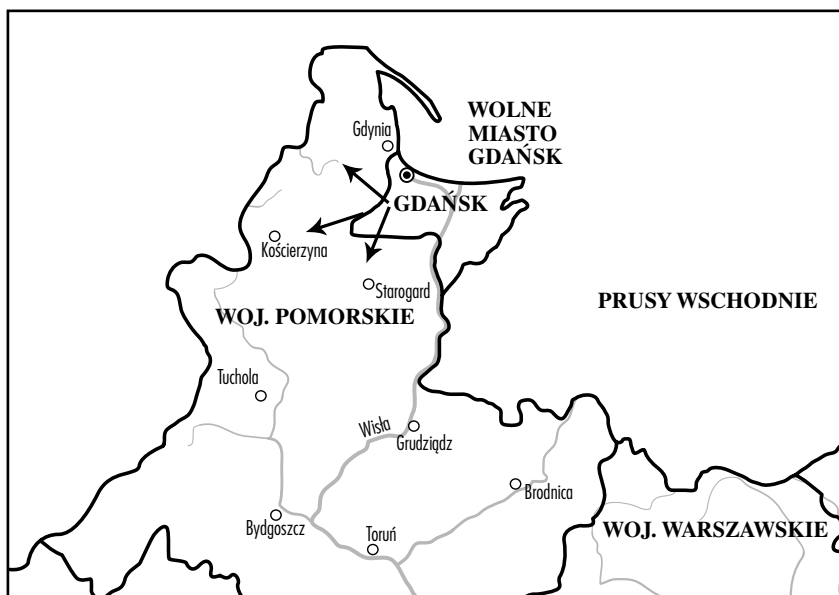 WOLNE
MIASTO
GDAŃSK
Gdynia
GDAŃSK
Kościerzyna
Starogard
PRUSY WSCHODNIE
WOJ. POMORSKIE
Tuchola
Wisła
Grudziądz
Brodnica
Bydgoszcz
Toruń
WOJ. WARSZAWSKIE